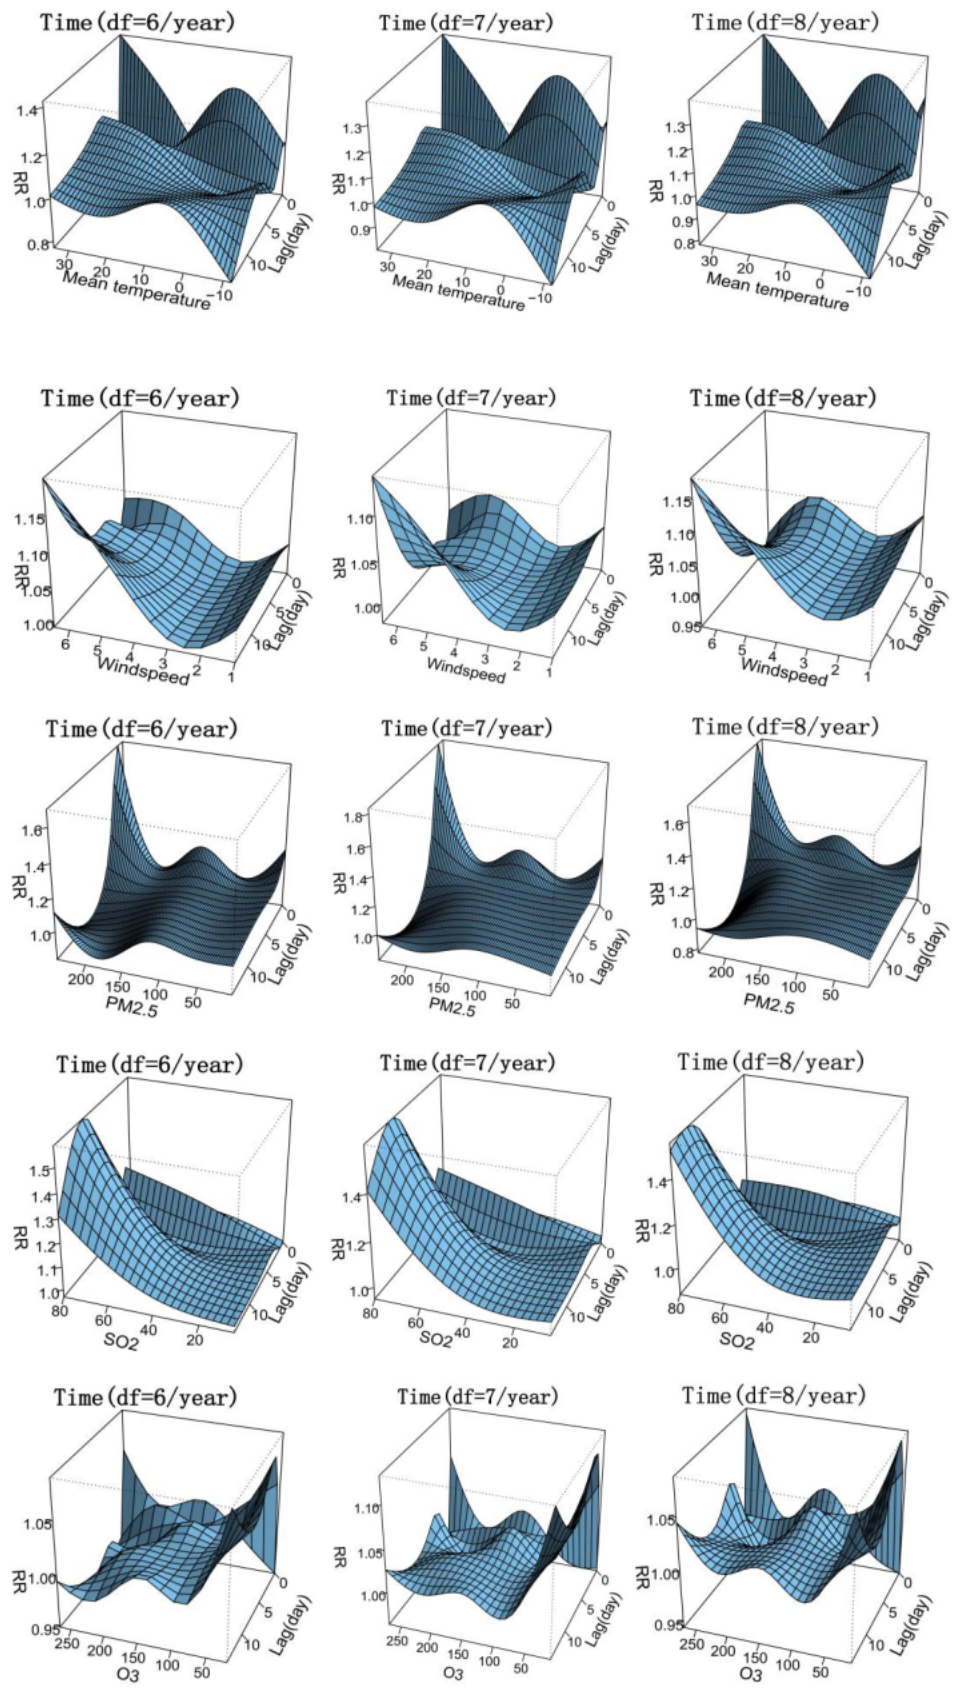 Time(df=6/year) Time(df=7/year) Time(df=8/year)
1.4
1.2
1.0
0.8
RR
30 20 10 0 −10
Mean temperature
0 5 10
Lag(day)
1.3
1.2
1.1
1.0
0.9
RR
30 20 10 0 −10
Mean temperature
0 5 10
Lag(day)
1.3
1.2
1.1
1.0
0.9
0.8
RR
30 20 10 0 −10
Mean temperature
0 5 10
Lag(day)
Time(df=6/year) Time(df=7/year) Time(df=8/year)
1.15
1.10
1.05
1.00
RR
6 5 4 3 2 1
Windspeed
0 5 10
Lag(day)
1.10
1.05
1.00
RR
6 5 4 3 2 1
Windspeed
0 5 10
Lag(day)
1.15
1.10
1.05
1.00
0.95
RR
6 5 4 3 2 1
Windspeed
0 5 10
Lag(day)
Time(df=6/year) Time(df=7/year) Time(df=8/year)
1.6
1.4
1.2
1.0
RR
200 150 100 50
PM2.5
0 5 10
Lag(day)
1.8
1.6
1.4
1.2
1.0
RR
200 150 100 50
PM2.5
0 5 10
Lag(day)
1.6
1.4
1.2
1.0
0.8
RR
200 150 100 50
PM2.5
0 5 10
Lag(day)
Time(df=6/year) Time(df=7/year) Time(df=8/year)
1.5
1.4
1.3
1.2
1.1
1.0
RR
80 60 40 20
SO2
0 5 10
Lag(day)
1.4
1.2
1.0
RR
80 60 40 20
SO2
0 5 10
Lag(day)
1.4
1.2
1.0
RR
80 60 40 20
SO2
0 5 10
Lag(day)
Time(df=6/year) Time(df=7/year) Time(df=8/year)
1.05
1.00
0.95
RR
250 200 150 100 50
O3
0 5 10
Lag(day)
1.10
1.05
1.00
RR
250 200 150 100 50
O3
0 5 10
Lag(day)
1.05
1.00
0.95
RR
250 200 150 100 50
O3
0 5 10
Lag(day)